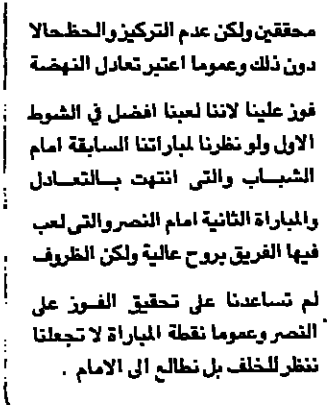 محققين ولكن عدم التركيز والحظ حالا
دون ذلك وعموما اعتبر تعادل النهضة
فوز علينا لاننا لعبنا افضل في الشوط
الاول ولو نظرنا لمباراتنا السابقة امام
الشباب والتى انتهت بالتعادل
والمباراة الثانية امام النصر والتى لعب
فيها الفريق بروح عالية ولكن الظروف
لم تساعدنا على تحقيق الفوز على
النصر وعموما نقطة المباراة لا تجعلنا
ننظر للخلف بل نطالع الى الامام .